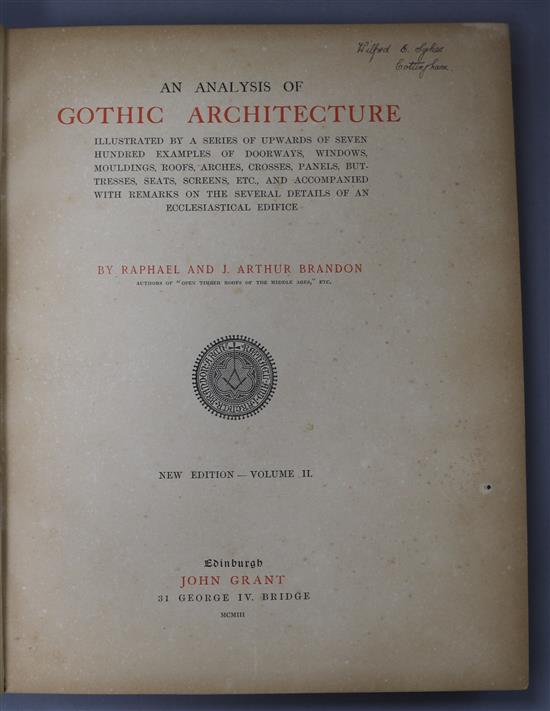 Wilfred E. Sykes
Cottingham.
AN ANALYSIS OF
GOTHIC ARCHITECTURE
ILLUSTRATED BY A SERIES OF UPWARDS OF SEVEN
HUNDRED EXAMPLES OF DOORWAYS, WINDOWS,
MOULDINGS, ROOFS, ARCHES, CROSSES, PANELS, BUT-
TRESSES, SEATS, SCREENS, ETC., AND ACCOMPANIED
WITH REMARKS ON THE SEVERAL DETAILS OF AN
ECCLESIASTICAL EDIFICE
BY RAPHAEL AND J. ARTHUR BRANDON
AUTHORS OF "OPEN TIMBER ROOFS OF THE MIDDLE AGES," ETC.
NEW EDITION — VOLUME II.
Edinburgh
JOHN GRANT
31 GEORGE IV. BRIDGE
MCMIII